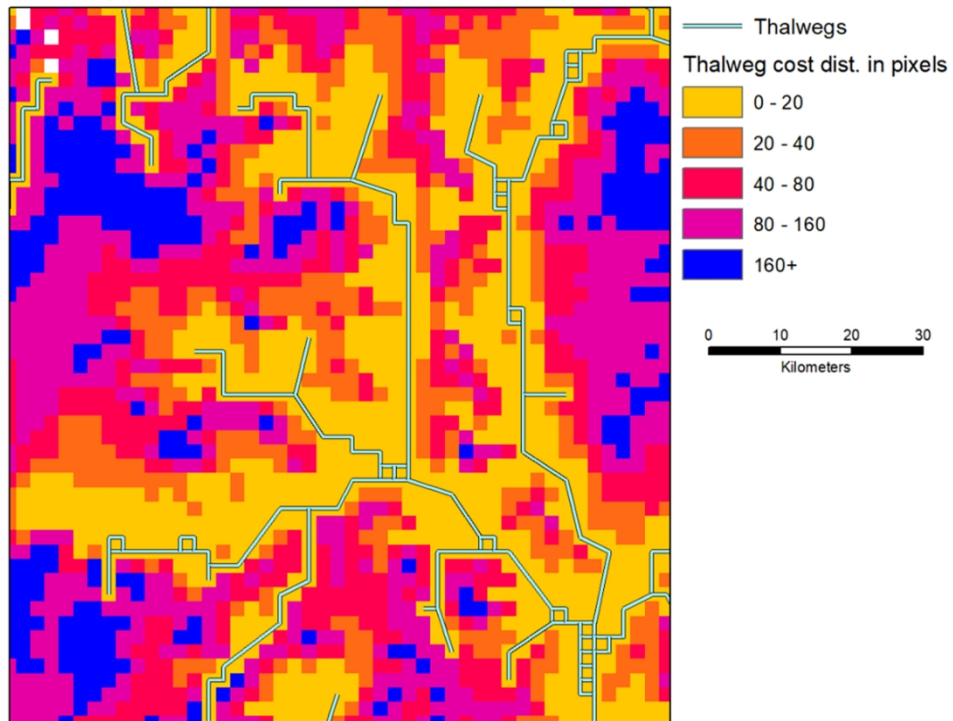 Thalwegs
Thalweg cost dist. in pixels
0 - 20
20 - 40
40 - 80
80 - 160
160+
0 10 20 30
Kilometers